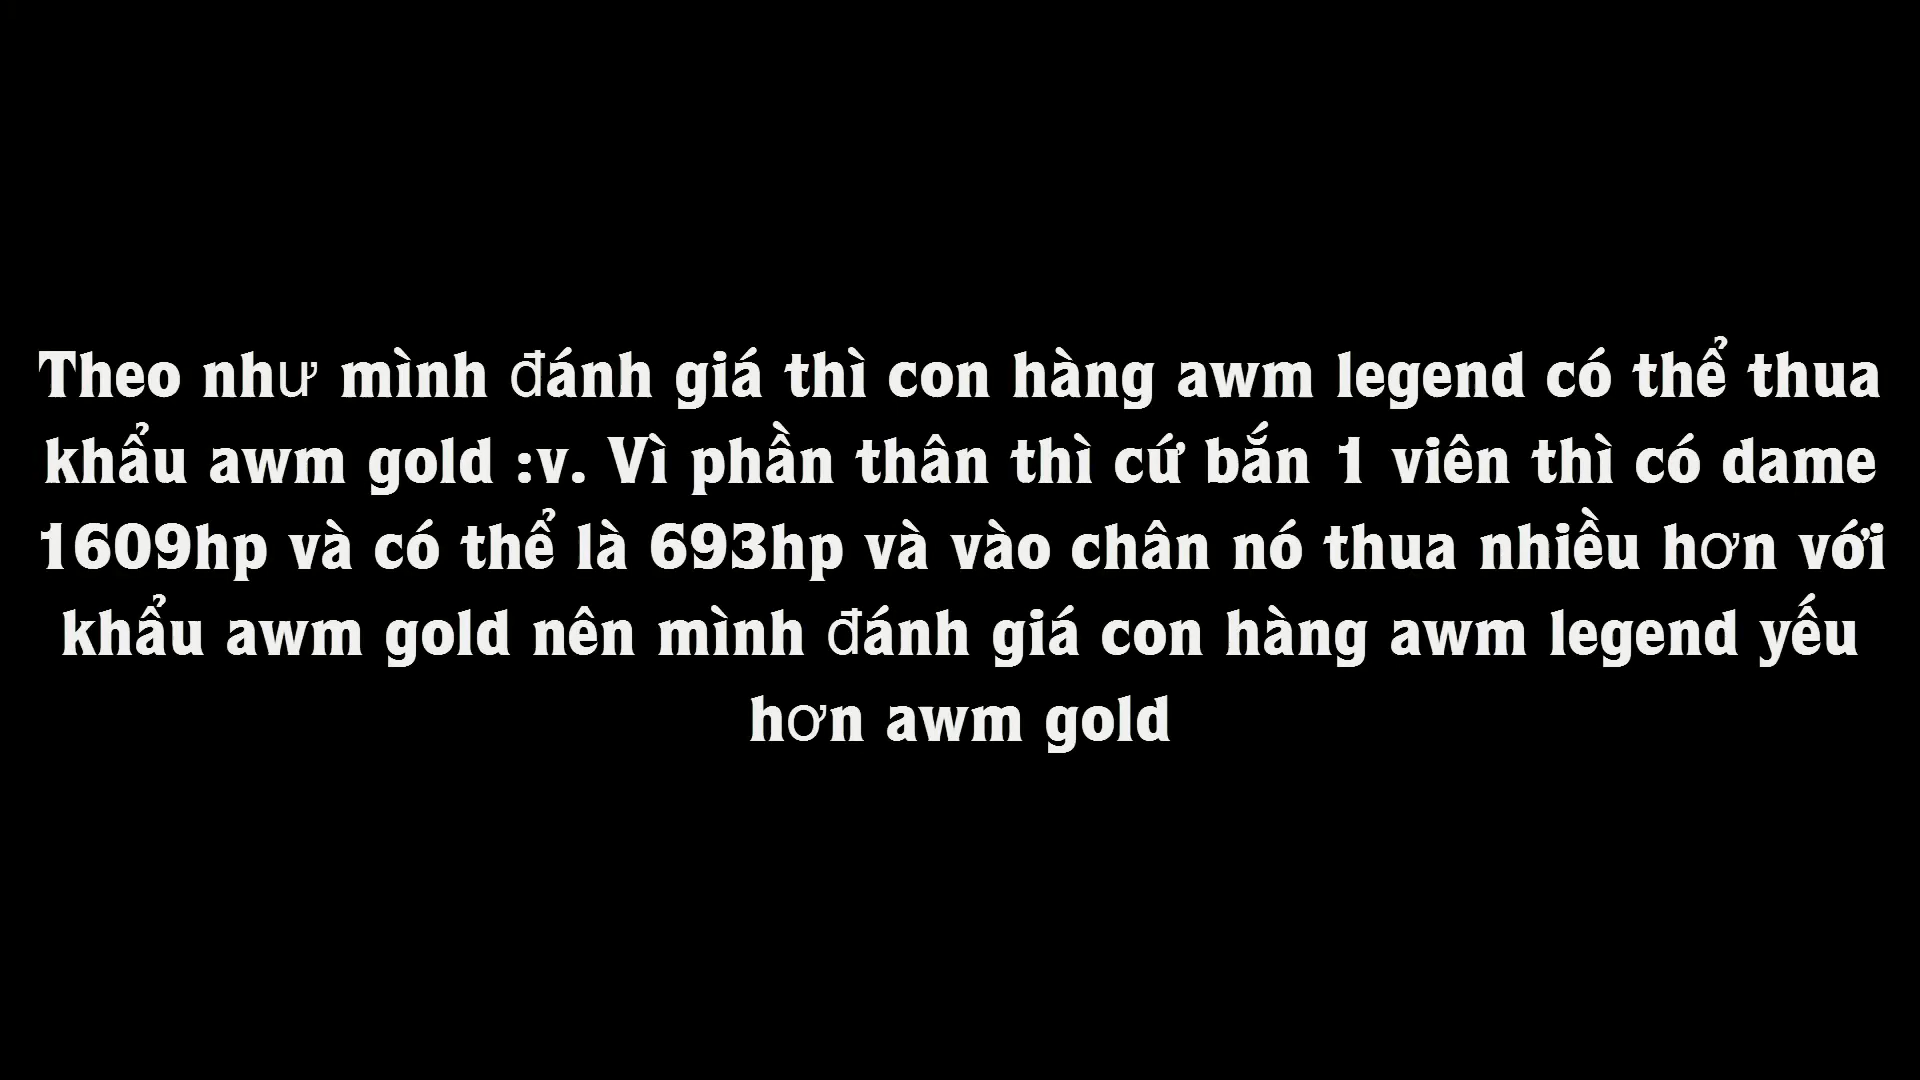 Theo như mình đánh giá thì con hàng awm legend có thể thua
khẩu awm gold :v. Vì phần thân thì cứ bắn 1 viên thì có dame
1609hp và có thể là 693hp và vào chân nó thua nhiều hơn với
khẩu awm gold nên mình đánh giá con hàng awm legend yếu
hơn awm gold